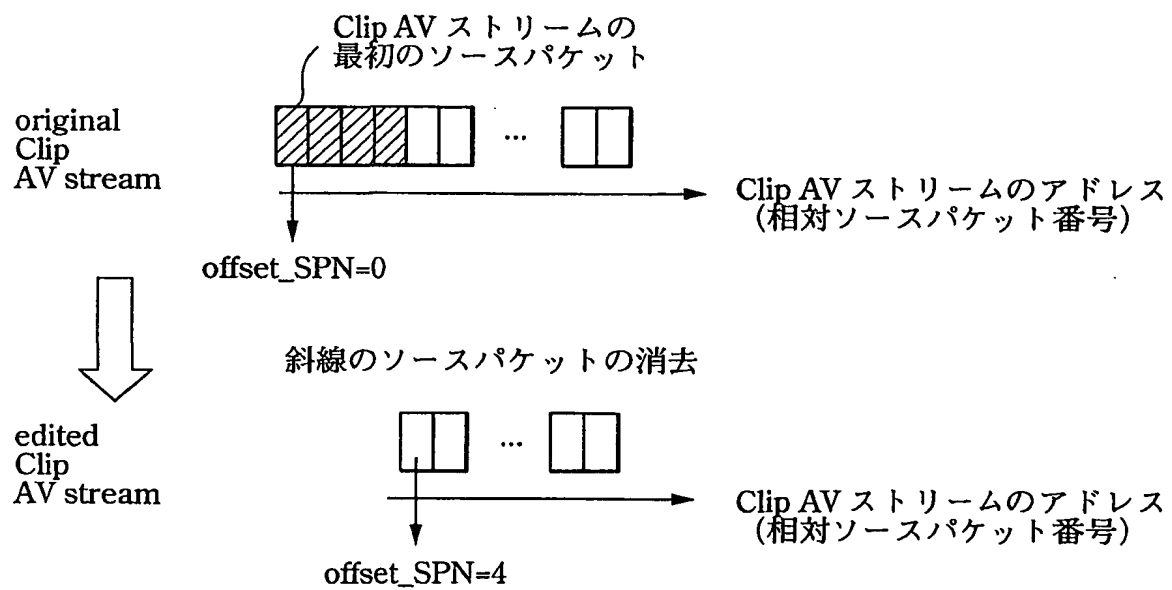 Clip AV ストリームの
最初のソースパケット
original
Clip
AV stream
...
Clip AV ストリームのアドレス
(相対ソースパケット番号)
offset_SPN=0
斜線のソースパケットの消去
edited
Clip
AV stream
...
Clip AV ストリームのアドレス
(相対ソースパケット番号)
offset_SPN=4